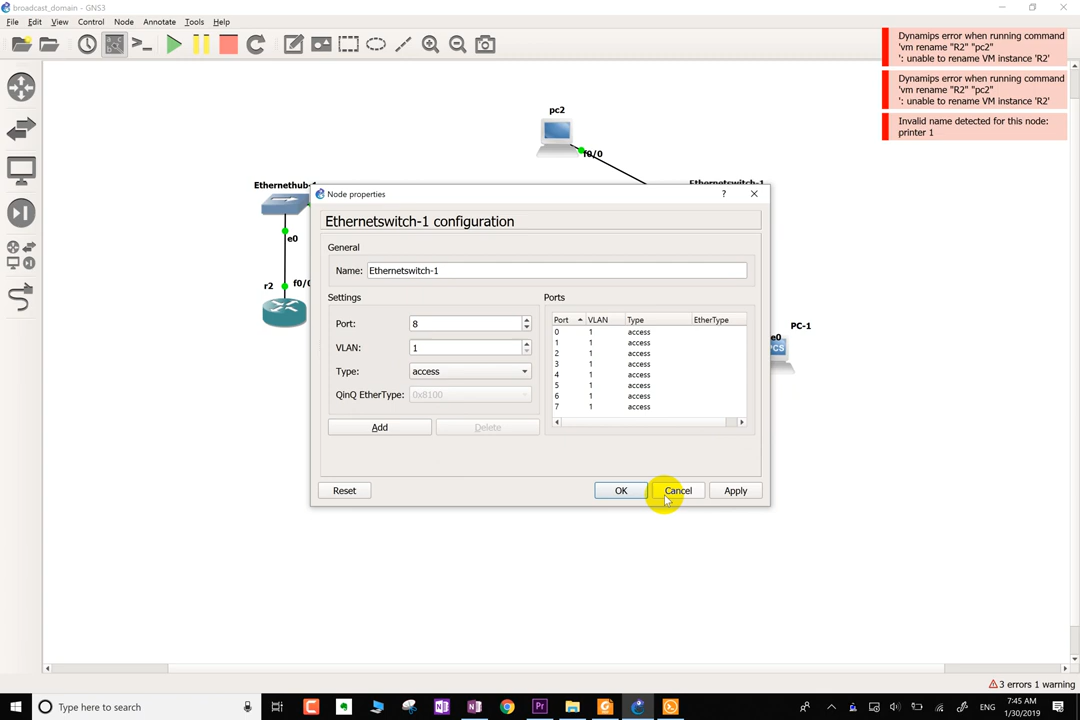 broadcast_domain - GNS3
File Edit View Control Node Annotate Tools Help
Dynamips error when running command
'vm rename "R2" "pc2"
': unable to rename VM instance 'R2'
Dynamips error when running command
'vm rename "R2" "pc2"
': unable to rename VM instance 'R2'
Invalid name detected for this node:
printer 1
pc2
f0/0
Ethernethub-1
Ethernetswitch-1
e0
r2 f0/0
PC-1
e0
PCS
Node properties
?
Ethernetswitch-1 configuration
General
Name: Ethernetswitch-1
Settings
Port: 8
VLAN: 1
Type: access
QinQ EtherType: 0x8100
Add Delete
Ports
Port VLAN Type EtherType
0 1 access
1 1 access
2 1 access
3 1 access
4 1 access
5 1 access
6 1 access
7 1 access
Reset OK Cancel Apply
3 errors 1 warning
Type here to search
Pr
ENG
7:45 AM
1/30/2019